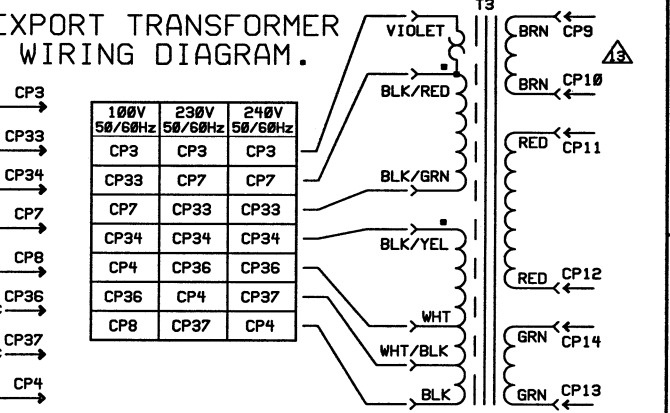 EXPORT TRANSFORMER
WIRING DIAGRAM.
T3
CP3
CP33
CP34
CP7
CP8
CP36
CP37
CP4
100V 230V 240V
50/60Hz 50/60Hz 50/60Hz
CP3 CP3 CP3
CP33 CP7 CP7
CP7 CP33 CP33
CP34 CP34 CP34
CP4 CP36 CP36
CP36 CP4 CP37
CP8 CP37 CP4
VIOLET
BLK/RED
BLK/GRN
BLK/YEL
WHT
WHT/BLK
BLK
BRN CP9
13
BRN CP10
RED CP11
RED CP12
GRN CP14
GRN CP13